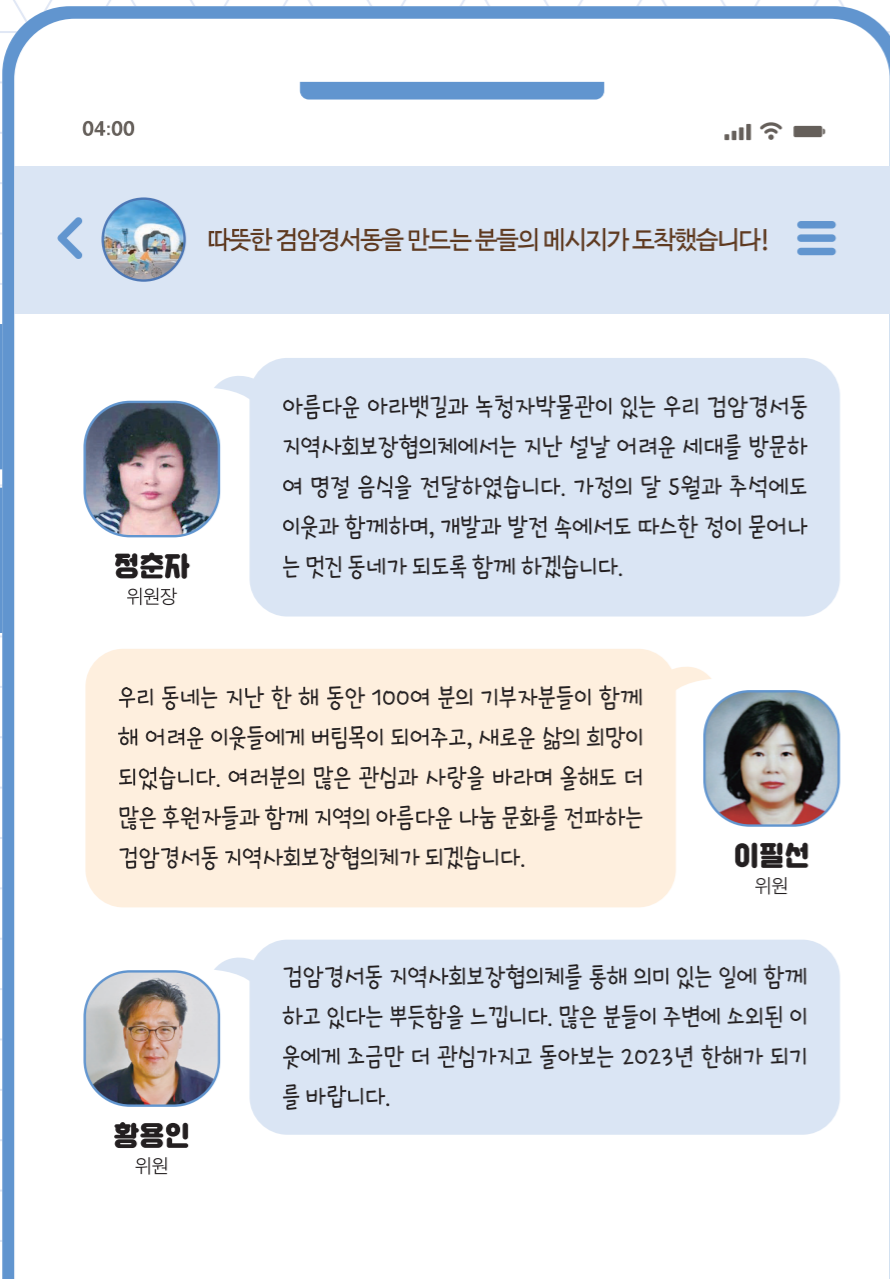 04:00
따뜻한 검암경서동을 만드는 분들의 메시지가 도착했습니다!
아름다운 아라뱃길과 녹청자박물관이 있는 우리 검암경서동
지역사회보장협의체에서는 지난 설날 어려운 세대를 방문하
여 명절 음식을 전달하였습니다. 가정의 달 5월과 추석에도
이웃과 함께하며, 개발과 발전 속에서도 따스한 정이 묻어나
는 멋진 동네가 되도록 함께 하겠습니다.
정춘자
위원장
우리 동네는 지난 한 해 동안 100여 분의 기부자분들이 함께
해 어려운 이웃들에게 버팀목이 되어주고, 새로운 삶의 희망이
되었습니다. 여러분의 많은 관심과 사랑을 바라며 올해도 더
많은 후원자들과 함께 지역의 아름다운 나눔 문화를 전파하는
검암경서동 지역사회보장협의체가 되겠습니다.
이필선
위원
검암경서동 지역사회보장협의체를 통해 의미 있는 일에 함께
하고 있다는 뿌듯함을 느낍니다. 많은 분들이 주변에 소외된 이
웃에게 조금만 더 관심가지고 돌아보는 2023년 한해가 되기
를 바랍니다.
황용인
위원